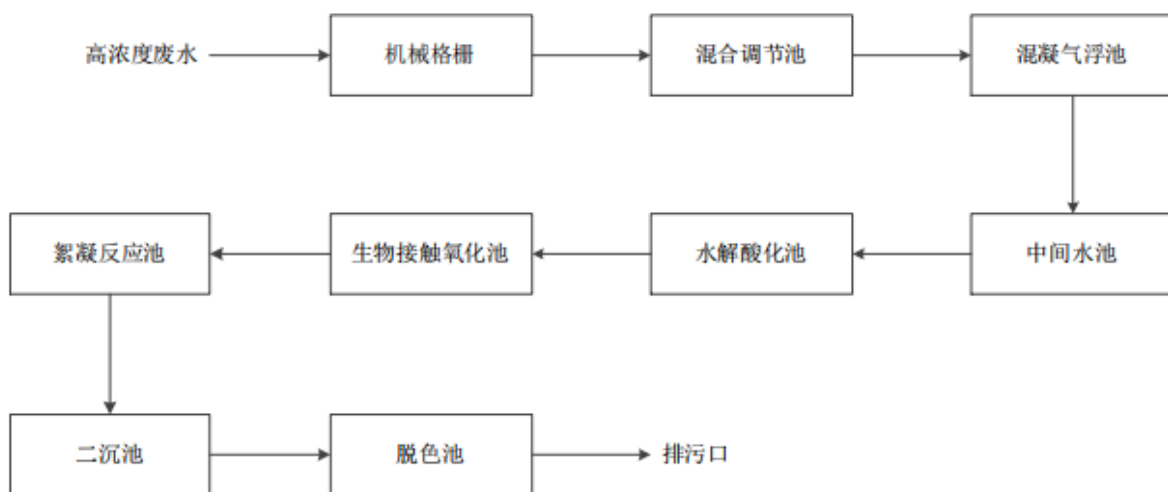 高浓度废水
机械格栅
混合调节池
混凝气浮池
中间水池
水解酸化池
生物接触氧化池
絮凝反应池
二沉池
脱色池
排污口